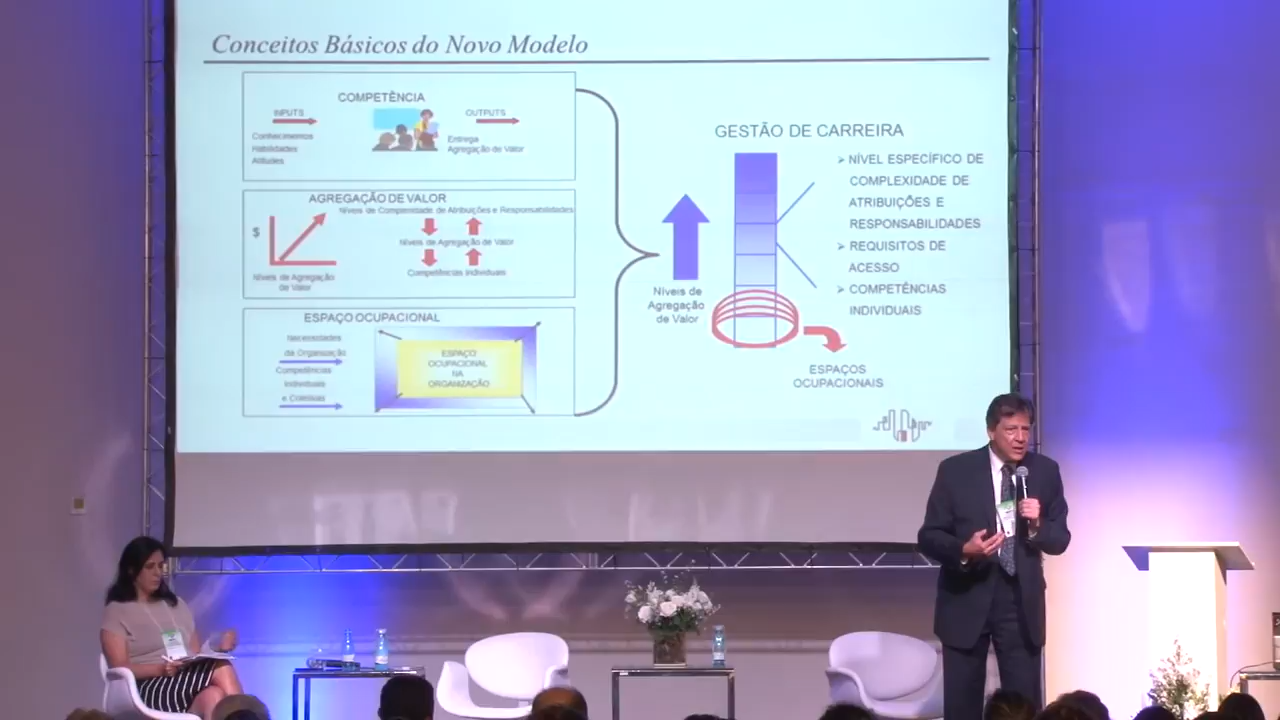 Conceitos Básicos do Novo Modelo
COMPETÊNCIA
INPUTS
Conhecimentos
Habilidades
Atitudes
OUTPUTS
Entrega
Agregação de Valor
AGREGAÇÃO DE VALOR
Níveis de Complexidade de Atribuições e Responsabilidades
$
Níveis de Agregação de Valor
Competências Individuais
Níveis de Agregação
de Valor
ESPAÇO OCUPACIONAL
Necessidades
da Organização
Competências
Individuais
e Coletivas
ESPAÇO
OCUPACIONAL
NA
ORGANIZAÇÃO
GESTÃO DE CARREIRA
Níveis de
Agregação
de Valor
➢ NÍVEL ESPECÍFICO DE
COMPLEXIDADE DE
ATRIBUIÇÕES E
RESPONSABILIDADES
➢ REQUISITOS DE
ACESSO
➢ COMPETÊNCIAS
INDIVIDUAIS
ESPAÇOS
OCUPACIONAIS